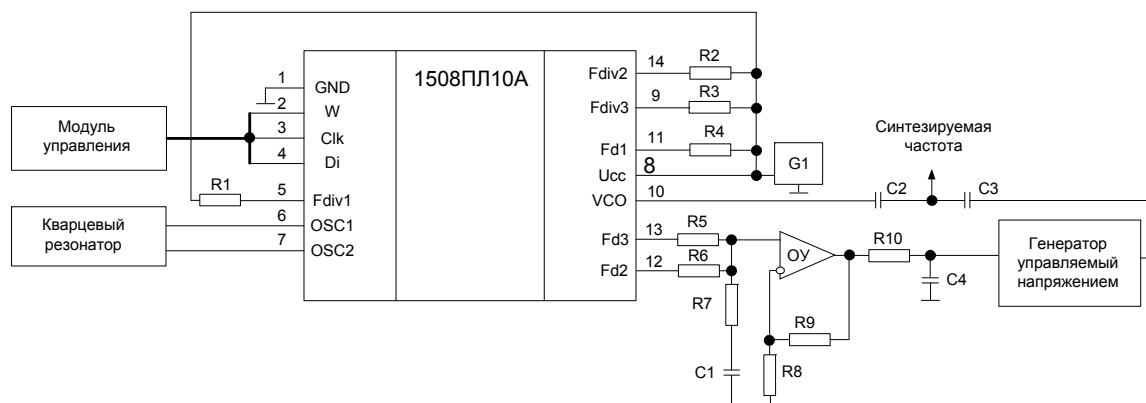 1508ПЛ10А
Модуль
управления
Кварцевый
резонатор
R1
1
GND
2
W
3
Clk
4
Di
5
Fdiv1
6
OSC1
7
OSC2
Fdiv2
14
R2
Fdiv3
9
R3
Fd1
11
R4
Ucc
8
G1
VCO
10
C2
Синтезируемая
частота
C3
Fd3
13
R5
Fd2
12
R6
R7
C1
ОУ
R9
R8
R10
C4
Генератор
управляемый
напряжением